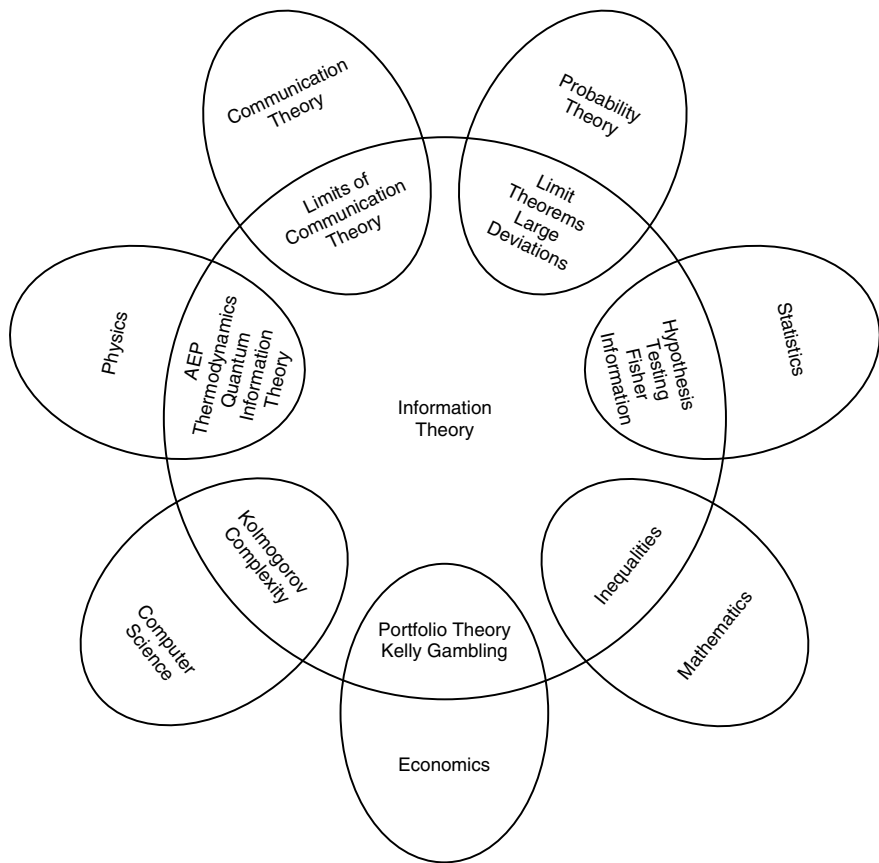 Communication
Theory
Probability
Theory
Limits of
Communication
Theory
Limit
Theorems
Large
Deviations
Physics
AEP
Thermodynamics
Quantum
Information
Theory
Hypothesis
Testing
Fisher
Information
Statistics
Information
Theory
Kolmogorov
Complexity
Computer
Science
Portfolio Theory
Kelly Gambling
Economics
Inequalities
Mathematics